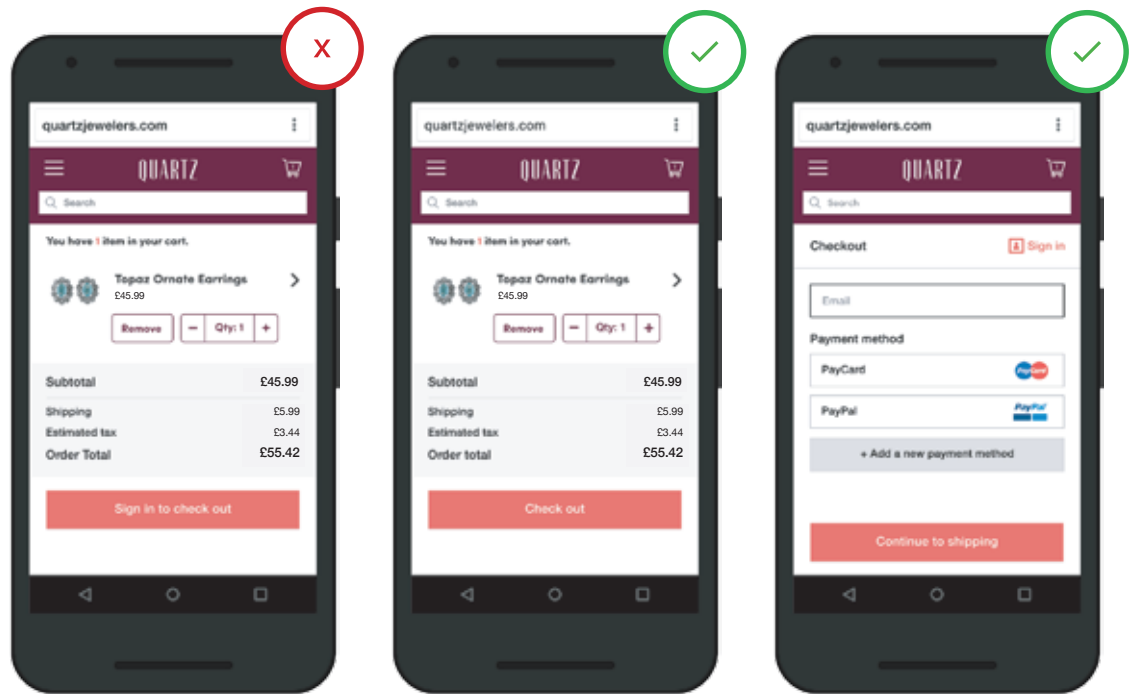 X
quartzjewelers.com
QUARTZ
Search
You have 1 item in your cart.
Topaz Ornate Earrings
£45.99
Remove − Qty: 1 +
Subtotal £45.99
Shipping £5.99
Estimated tax £3.44
Order Total £55.42
Sign in to check out
quartzjewelers.com
QUARTZ
Search
You have 1 item in your cart.
Topaz Ornate Earrings
£45.99
Remove − Qty: 1 +
Subtotal £45.99
Shipping £5.99
Estimated tax £3.44
Order total £55.42
Check out
quartzjewelers.com
QUARTZ
Search
Checkout Sign in
Email
Payment method
PayCard PayCard
PayPal PayPal
+ Add a new payment method
Continue to shipping